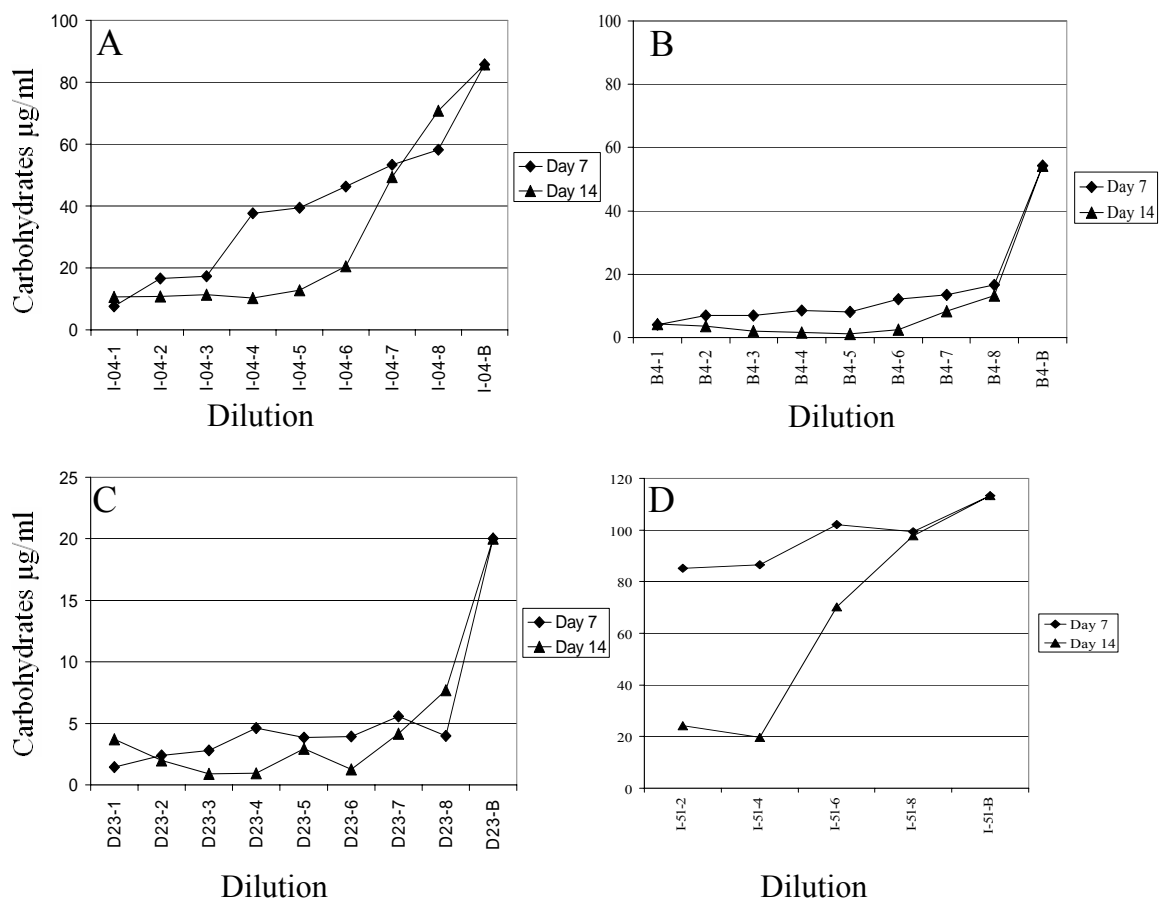 A
Carbohydrates µg/ml
100
80
60
40
20
0
I-04-1
I-04-2
I-04-3
I-04-4
I-04-5
I-04-6
I-04-7
I-04-8
I-04-B
Dilution
Day 7
Day 14
B
100
80
60
40
20
0
B4-1
B4-2
B4-3
B4-4
B4-5
B4-6
B4-7
B4-8
B4-B
Dilution
Day 7
Day 14
C
Carbohydrates µg/ml
25
20
15
10
5
0
D23-1
D23-2
D23-3
D23-4
D23-5
D23-6
D23-7
D23-8
D23-B
Dilution
Day 7
Day 14
D
120
100
80
60
40
20
0
I-51-2
I-51-4
I-51-6
I-51-8
I-51-B
Dilution
Day 7
Day 14